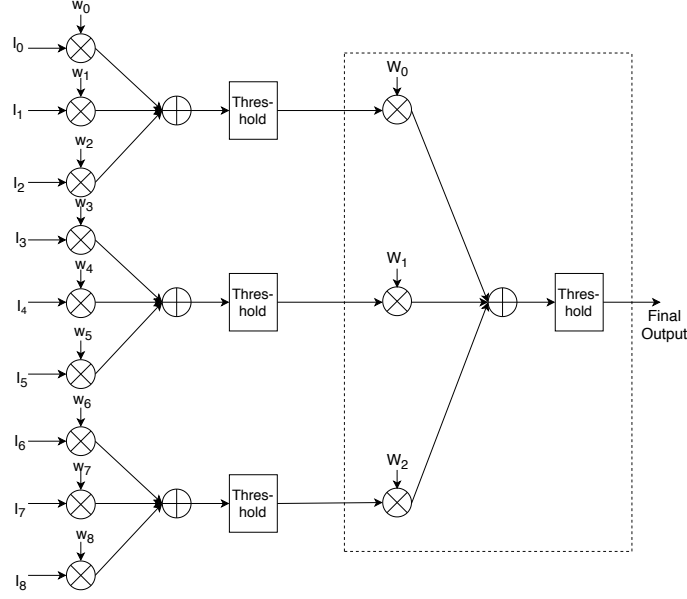 w₀
I₀
w₁
I₁
w₂
I₂
w₃
I₃
w₄
I₄
w₅
I₅
w₆
I₆
w₇
I₇
w₈
I₈
Thres-
hold
Thres-
hold
Thres-
hold
W₀
W₁
W₂
Thres-
hold
Final
Output